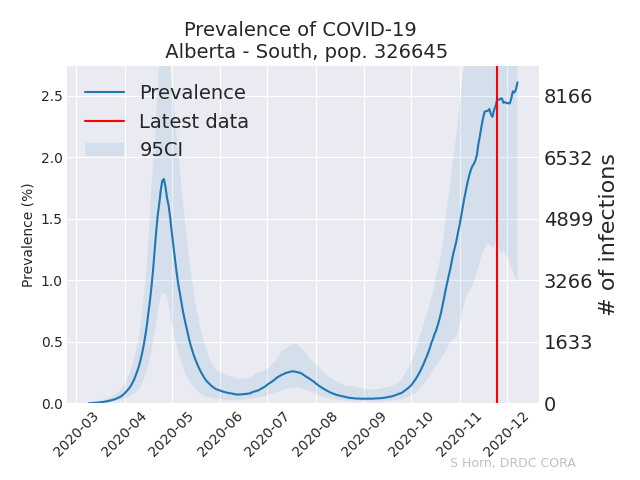 Prevalence of COVID-19
Alberta - South, pop. 326645
Prevalence
Latest data
95CI
Prevalence (%)
2.5
2.0
1.5
1.0
0.5
0.0
8166
6532
4899
3266
1633
0
# of infections
2020-03
2020-04
2020-05
2020-06
2020-07
2020-08
2020-09
2020-10
2020-11
2020-12
S Horn, DRDC CORA